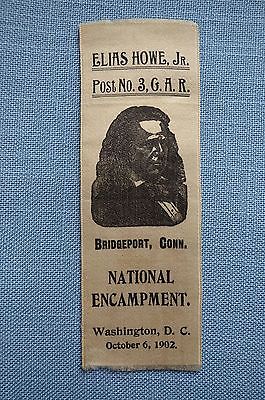 ELIAS HOWE, JR.
POST NO. 3, G. A. R.
BRIDGEPORT, CONN.
NATIONAL
ENCAMPMENT.
Washington, D. C.
October 6, 1902.